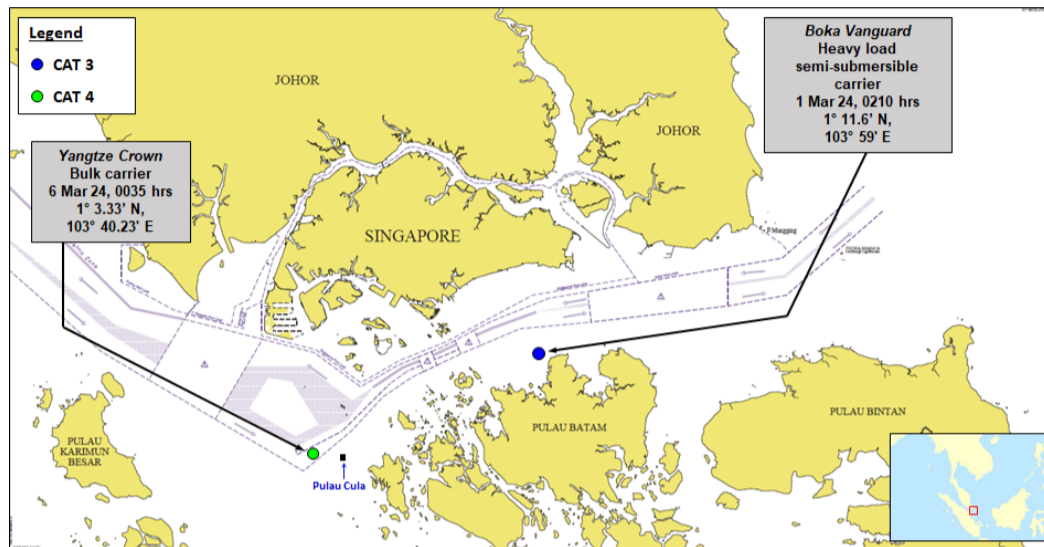 Legend
CAT 3
CAT 4
Boka Vanguard
Heavy load
semi-submersible
carrier
1 Mar 24, 0210 hrs
1° 11.6’ N,
103° 59’ E
JOHOR
JOHOR
Yangtze Crown
Bulk carrier
6 Mar 24, 0035 hrs
1° 3.33’ N,
103° 40.23’ E
SINGAPORE
PULAU
KARIMUN
BESAR
PULAU BATAM
PULAU BINTAN
Pulau Cula